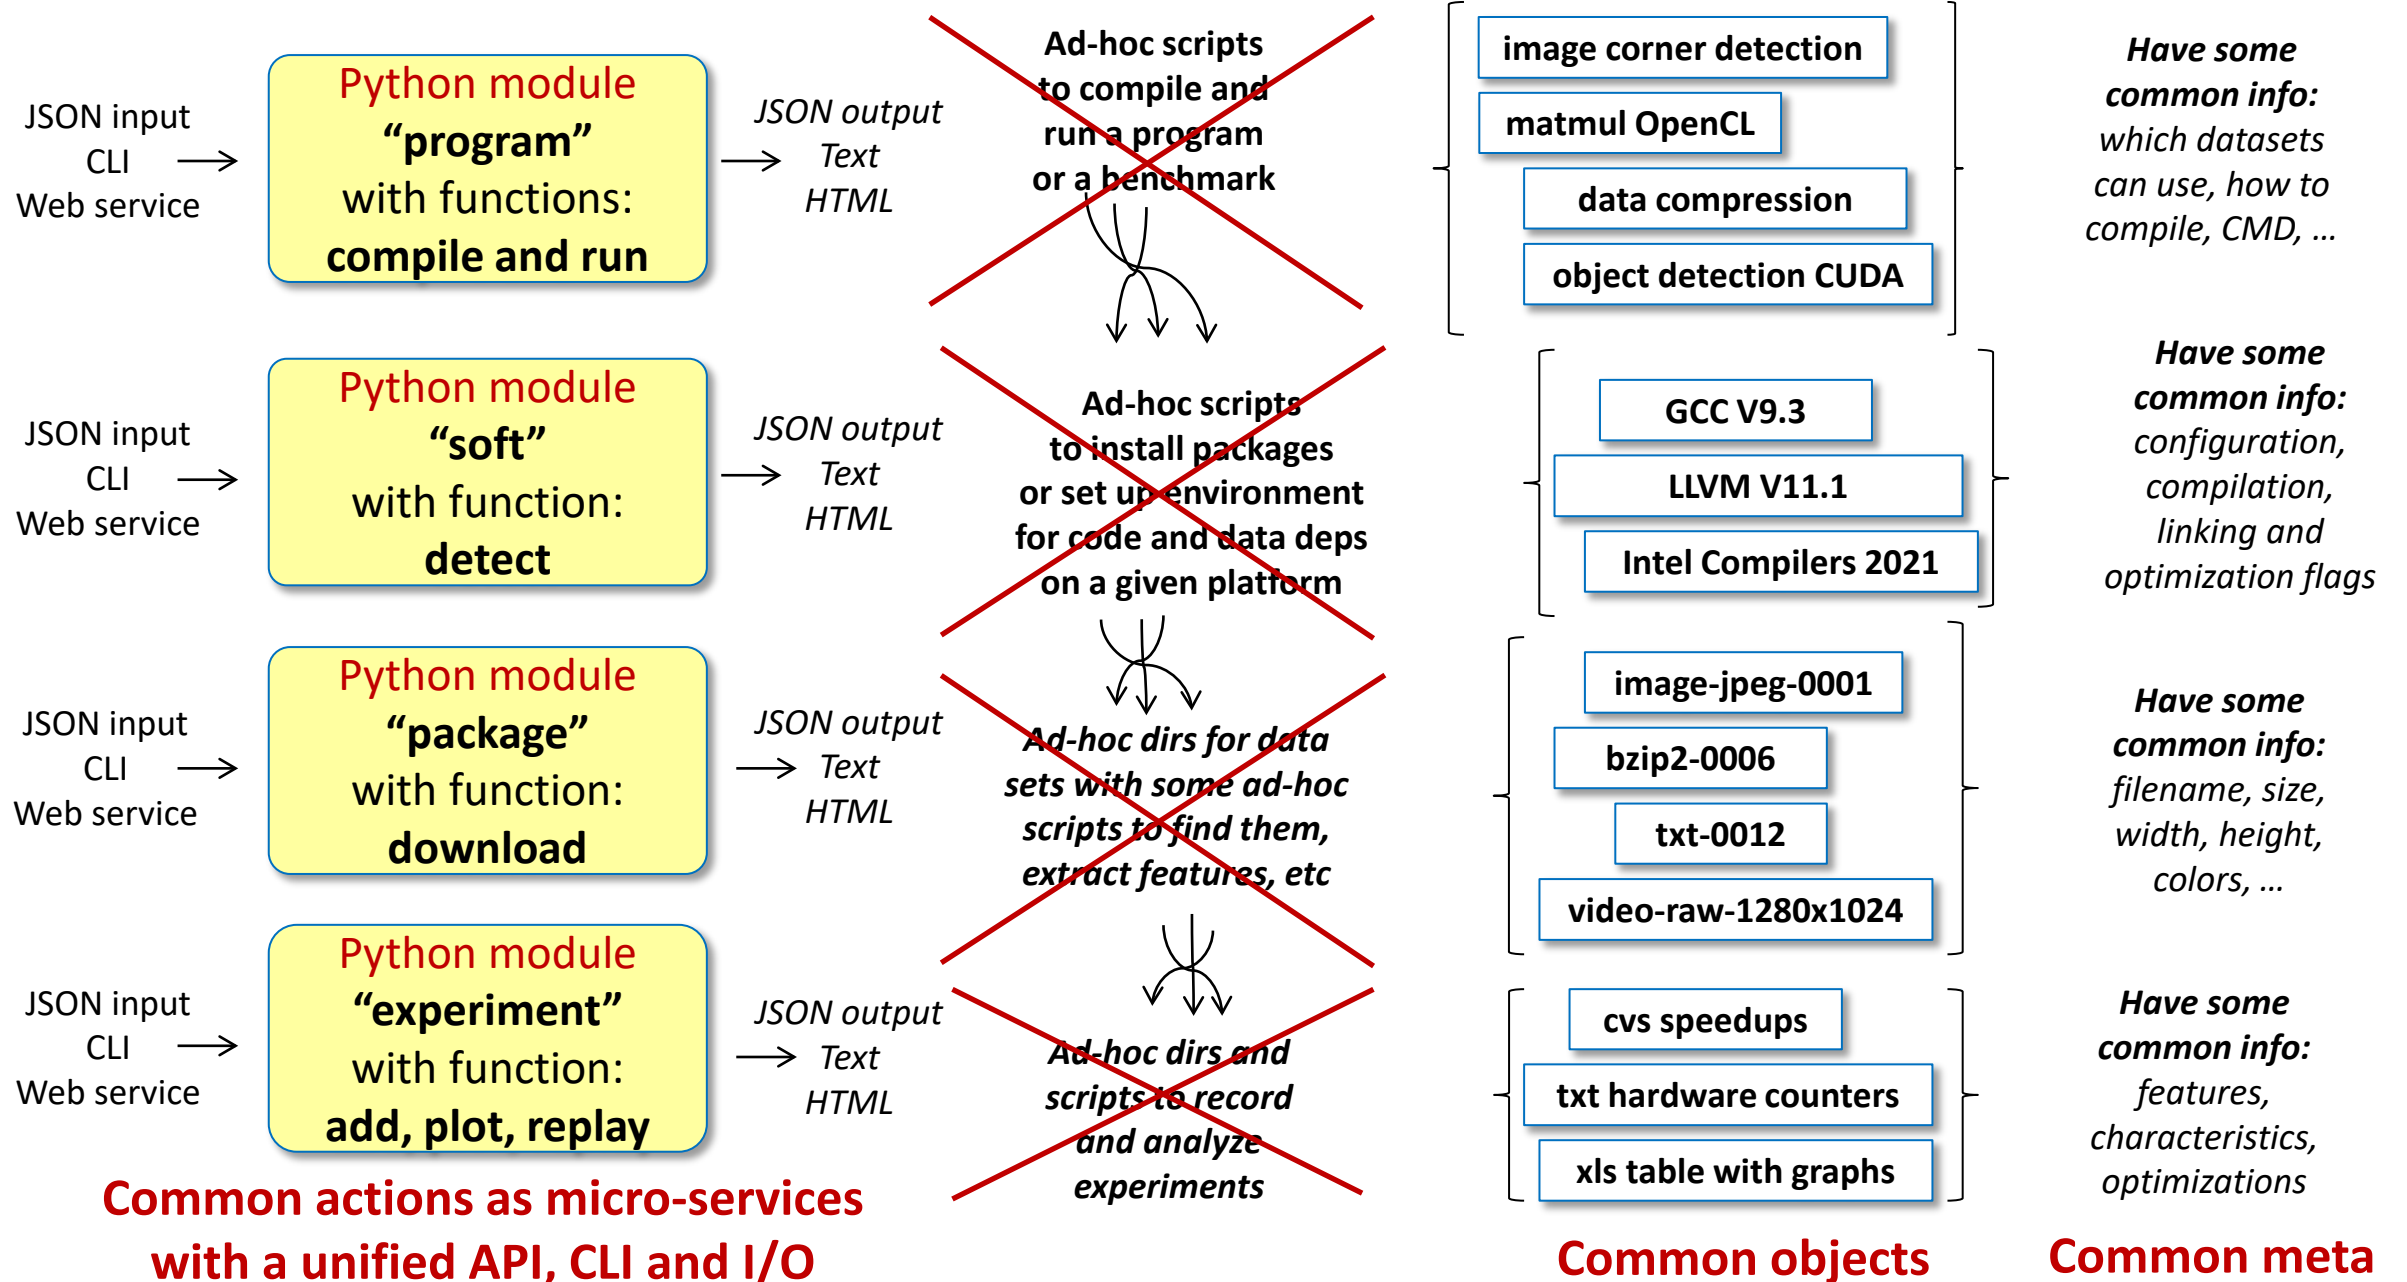 JSON input
CLI
Web service
Python module
“program”
with functions:
compile and run
JSON output
Text
HTML
Ad-hoc scripts
to compile and
run a program
or a benchmark
image corner detection
matmul OpenCL
data compression
object detection CUDA
Have some
common info:
which datasets
can use, how to
compile, CMD, …
JSON input
CLI
Web service
Python module
“soft”
with function:
detect
JSON output
Text
HTML
Ad-hoc scripts
to install packages
or set up environment
for code and data deps
on a given platform
GCC V9.3
LLVM V11.1
Intel Compilers 2021
Have some
common info:
configuration,
compilation,
linking and
optimization flags
JSON input
CLI
Web service
Python module
“package”
with function:
download
JSON output
Text
HTML
Ad-hoc dirs for data
sets with some ad-hoc
scripts to find them,
extract features, etc
image-jpeg-0001
bzip2-0006
txt-0012
video-raw-1280x1024
Have some
common info:
filename, size,
width, height,
colors, …
JSON input
CLI
Web service
Python module
“experiment”
with function:
add, plot, replay
JSON output
Text
HTML
Ad-hoc dirs and
scripts to record
and analyze
experiments
cvs speedups
txt hardware counters
xls table with graphs
Have some
common info:
features,
characteristics,
optimizations
Common actions as micro-services
with a unified API, CLI and I/O
Common objects
Common meta